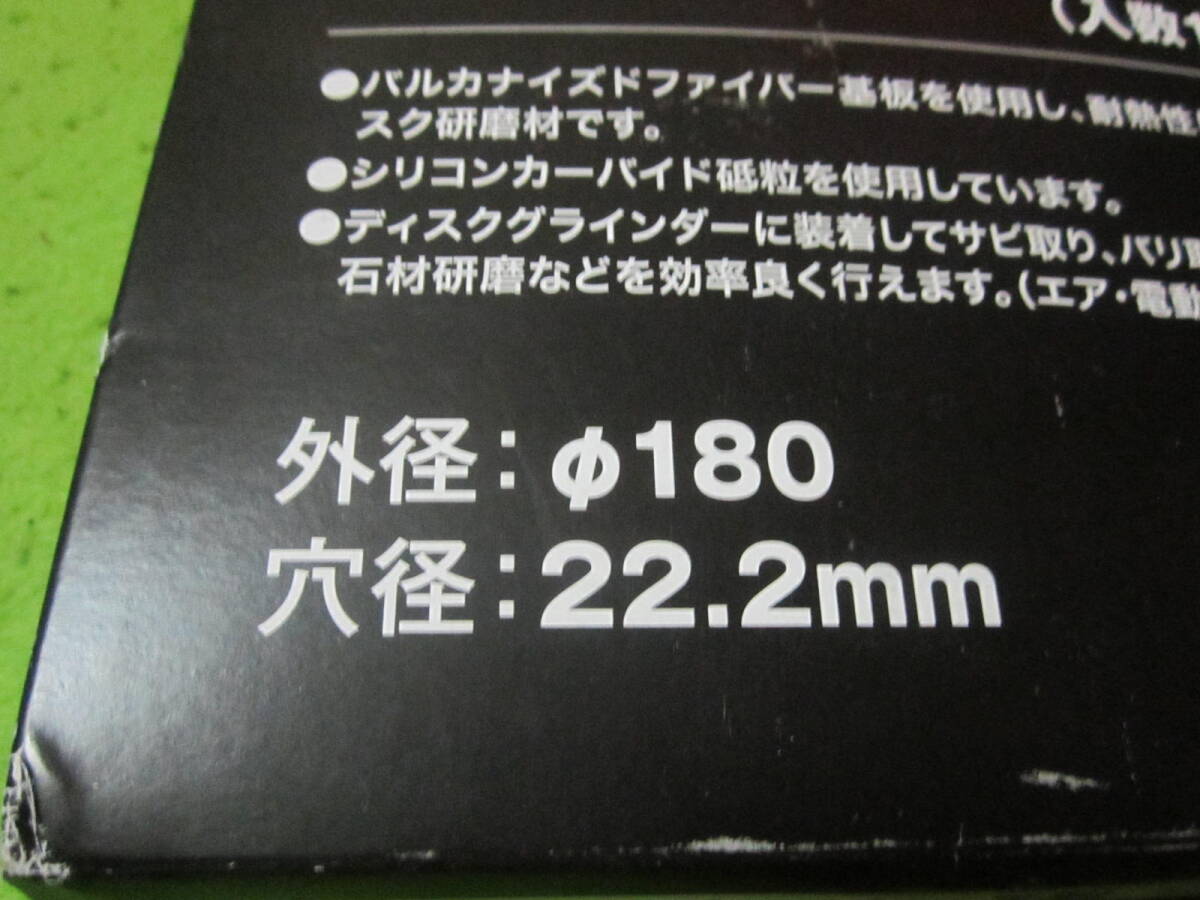 （入数
●バルカナイズドファイバー基板を使用し、耐熱性
スク研磨材です。
●シリコンカーバイド砥粒を使用しています。
●ディスクグラインダーに装着してサビ取り、バリ
石材研磨などを効率良く行えます。（エア・電動
外径：φ180
穴径：22.2mm